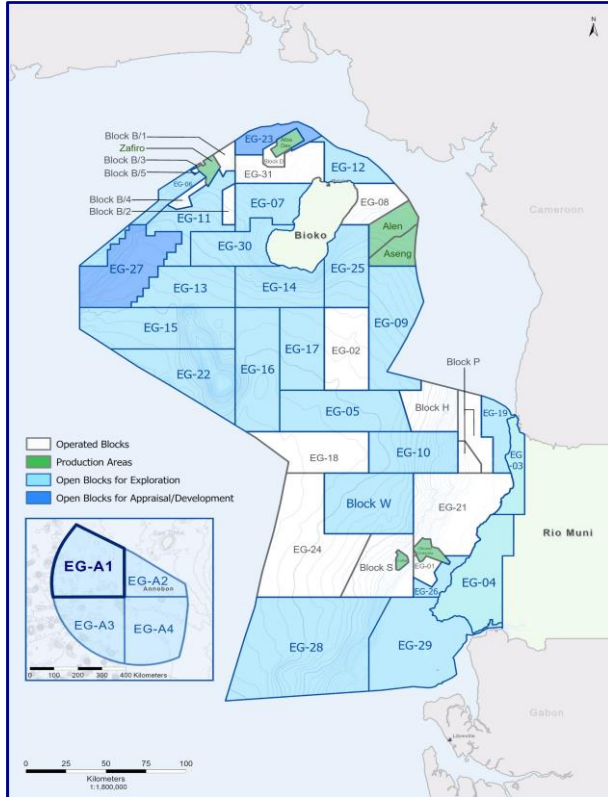 N
Block B/1
Zafiro
Block B/3
Block B/5
Block B/4
Block B/2
EG-23
Block D
EG-31
EG-12
EG-06
EG-11
EG-07
EG-08
Cameroon
Bioko
Alen
Aseng
EG-30
EG-27
EG-25
EG-13
EG-14
EG-15
EG-09
EG-17
EG-02
EG-22
EG-16
Block P
EG-05
Block H
EG-19
EG-03
EG-18
EG-10
Operated Blocks
Production Areas
Open Blocks for Exploration
Open Blocks for Appraisal/Development
Block W
EG-21
Rio Muni
EG-24
Block S
EG-01
EG-26
EG-04
EG-A1
EG-A2
Annobon
EG-A3
EG-A4
0 100 200 300 400 Kilometers
EG-28
EG-29
Gabon
Libreville
0 25 50 75 100
Kilometers
1:1,800,000